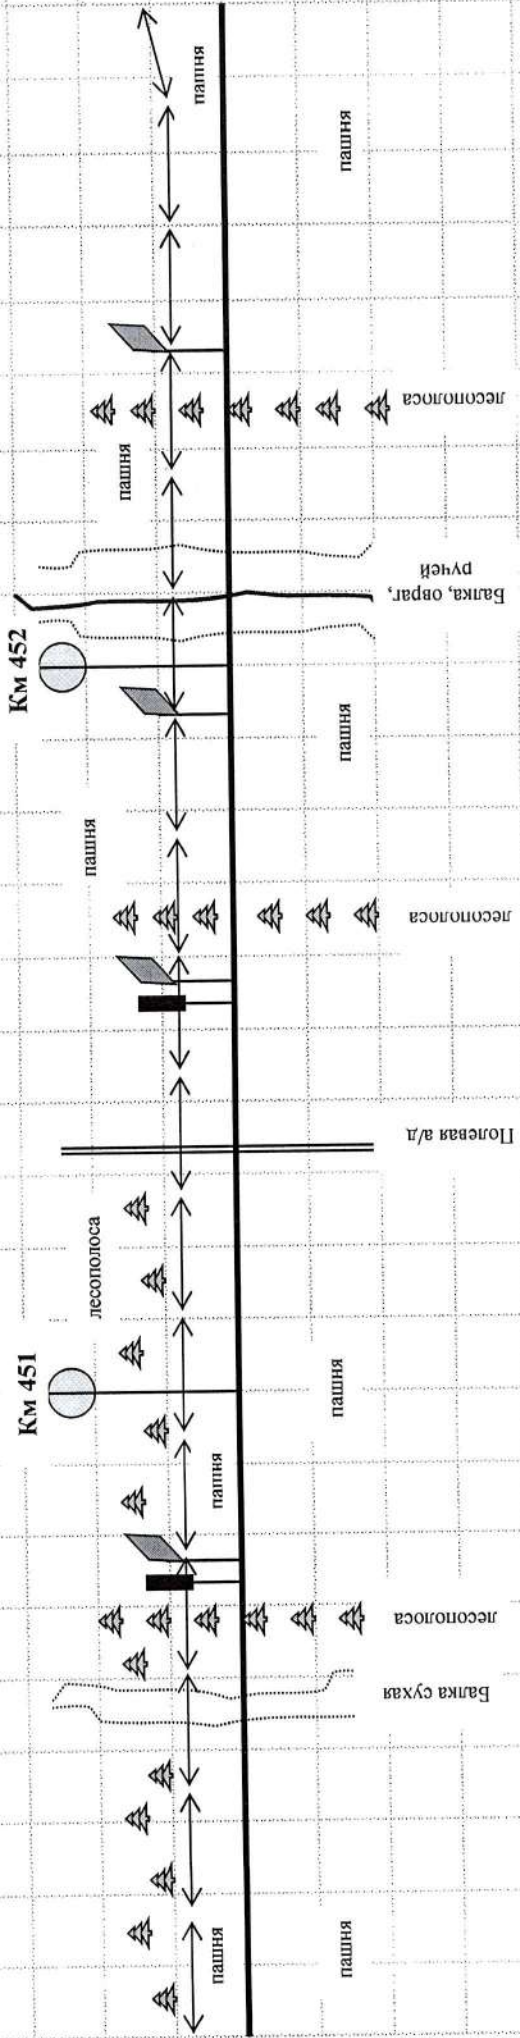 пашня
пашня
лесополоса
пашня
Балка, овраг,
ручей
Км 452
пашня
пашня
лесополоса
Полевая а/д
лесополоса
Км 451
пашня
пашня
лесополоса
Балка сухая
пашня
пашня